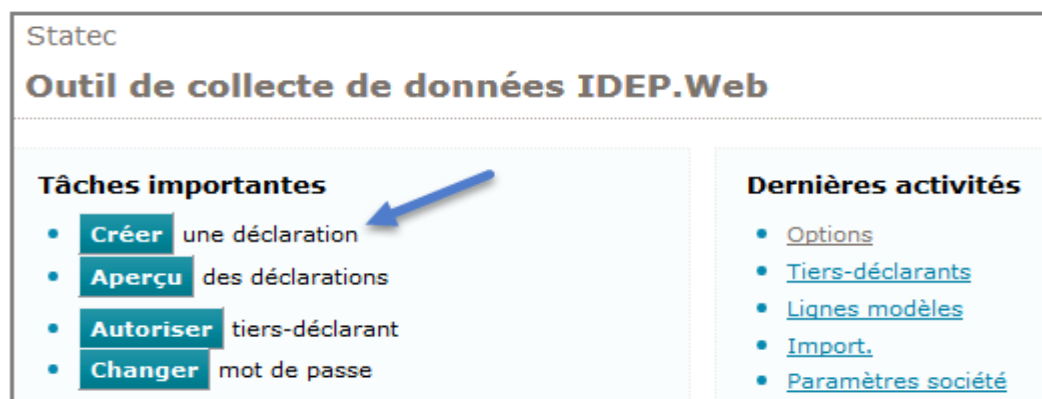 Statec
Outil de collecte de données IDEP.Web
Tâches importantes
Créer une déclaration
Aperçu des déclarations
Autoriser tiers-déclarant
Changer mot de passe
Dernières activités
Options
Tiers-déclarants
Lignes modèles
Import.
Paramètres société